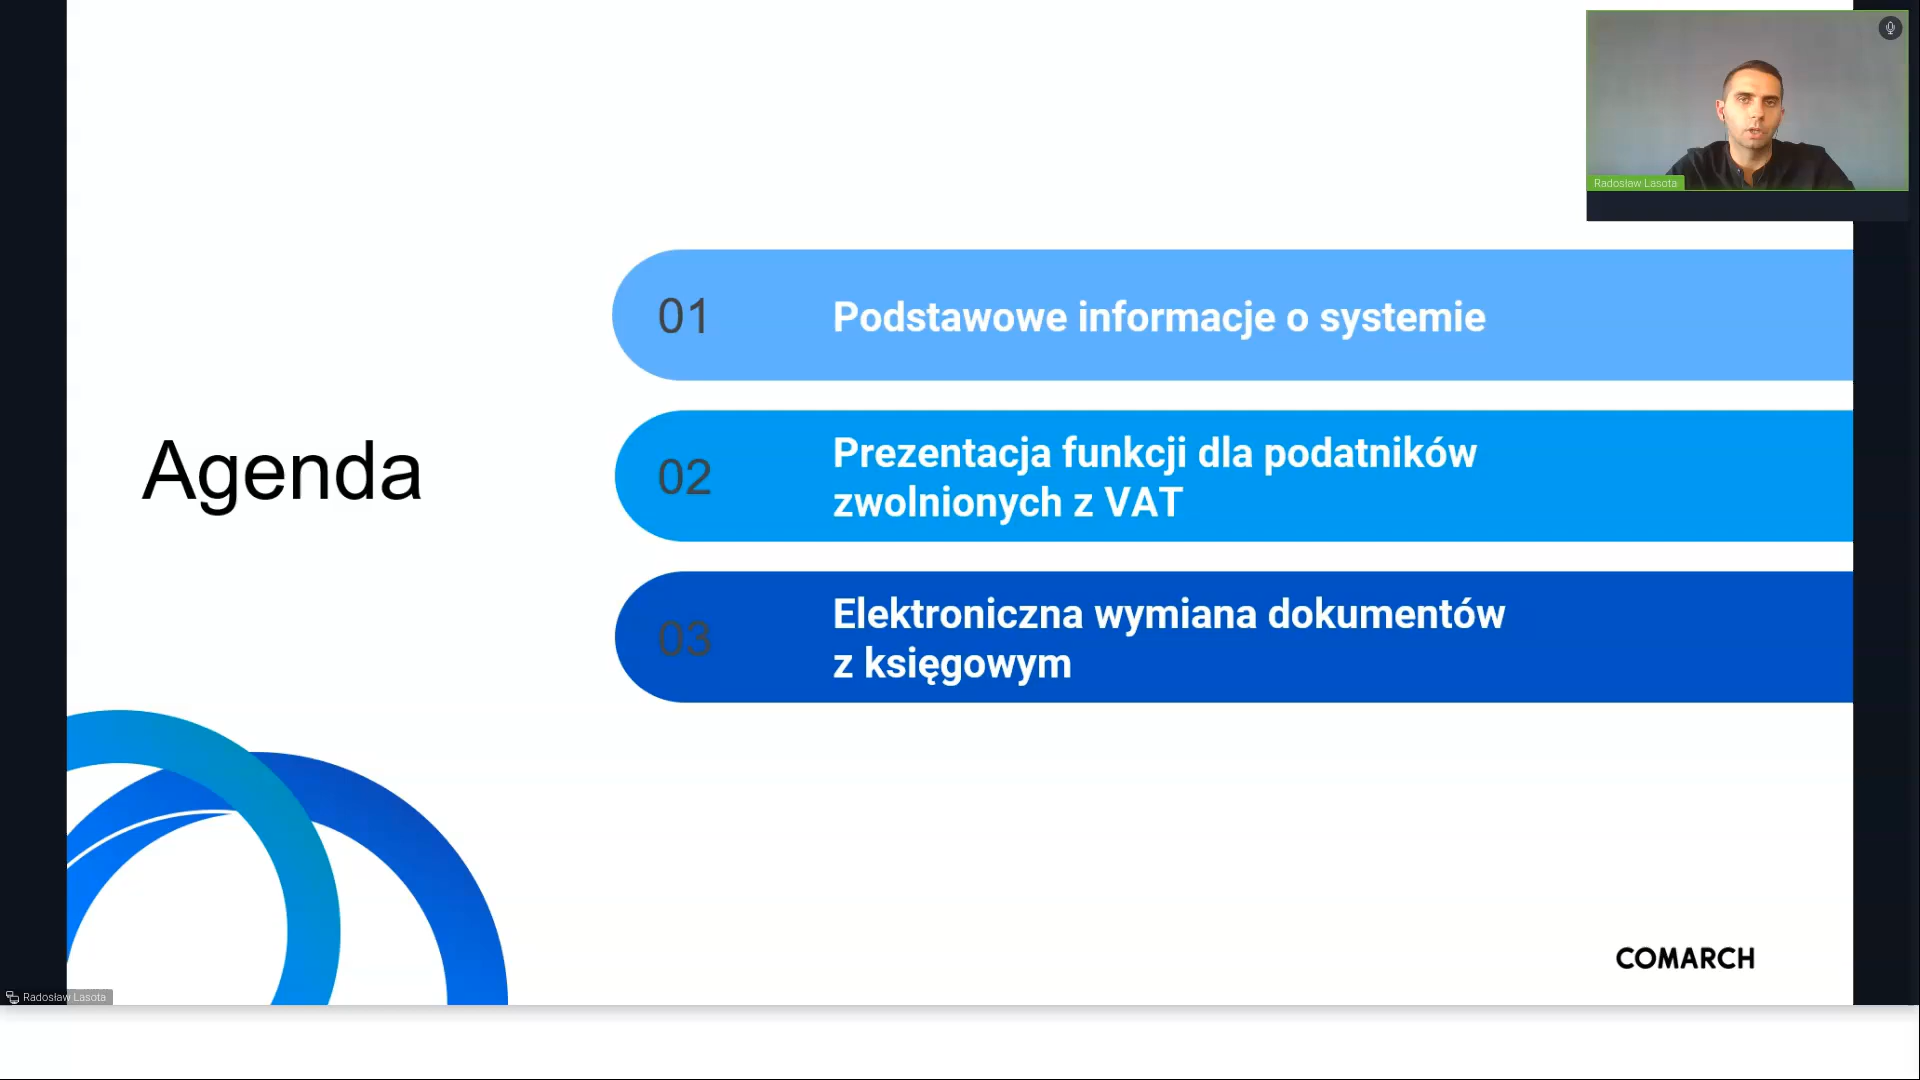 Radosław Lasota
Agenda
01
Podstawowe informacje o systemie
02
Prezentacja funkcji dla podatników
zwolnionych z VAT
03
Elektroniczna wymiana dokumentów
z księgowym
COMARCH
Radosław Lasota